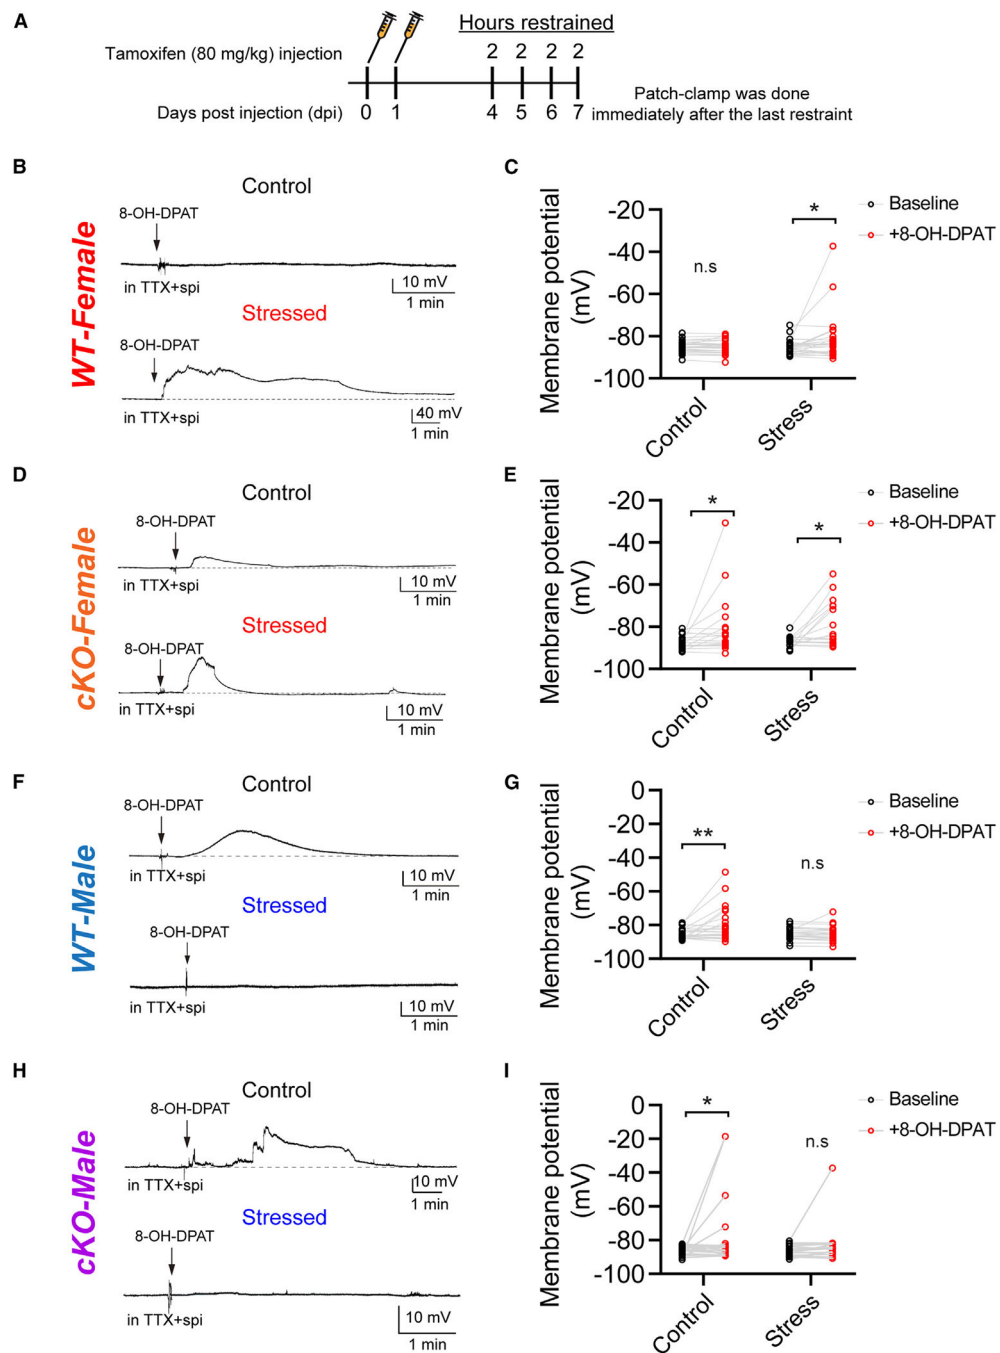 A
Hours restrained
Tamoxifen (80 mg/kg) injection
2 2 2 2
Days post injection (dpi)
0 1 4 5 6 7
Patch-clamp was done
immediately after the last restraint
B
WT-Female
Control
8-OH-DPAT
in TTX+spi
10 mV
1 min
Stressed
8-OH-DPAT
in TTX+spi
40 mV
1 min
C
Membrane potential
(mV)
-20
-40
-60
-80
-100
n.s
*
Control
Stress
Baseline
+8-OH-DPAT
D
cKO-Female
Control
8-OH-DPAT
in TTX+spi
10 mV
1 min
Stressed
8-OH-DPAT
in TTX+spi
10 mV
1 min
E
Membrane potential
(mV)
-20
-40
-60
-80
-100
*
*
Control
Stress
Baseline
+8-OH-DPAT
F
WT-Male
Control
8-OH-DPAT
in TTX+spi
10 mV
1 min
Stressed
8-OH-DPAT
in TTX+spi
10 mV
1 min
G
Membrane potential
(mV)
0
-20
-40
-60
-80
-100
**
n.s
Control
Stress
Baseline
+8-OH-DPAT
H
cKO-Male
Control
8-OH-DPAT
in TTX+spi
10 mV
1 min
Stressed
8-OH-DPAT
in TTX+spi
10 mV
1 min
I
Membrane potential
(mV)
0
-20
-40
-60
-80
-100
*
n.s
Control
Stress
Baseline
+8-OH-DPAT